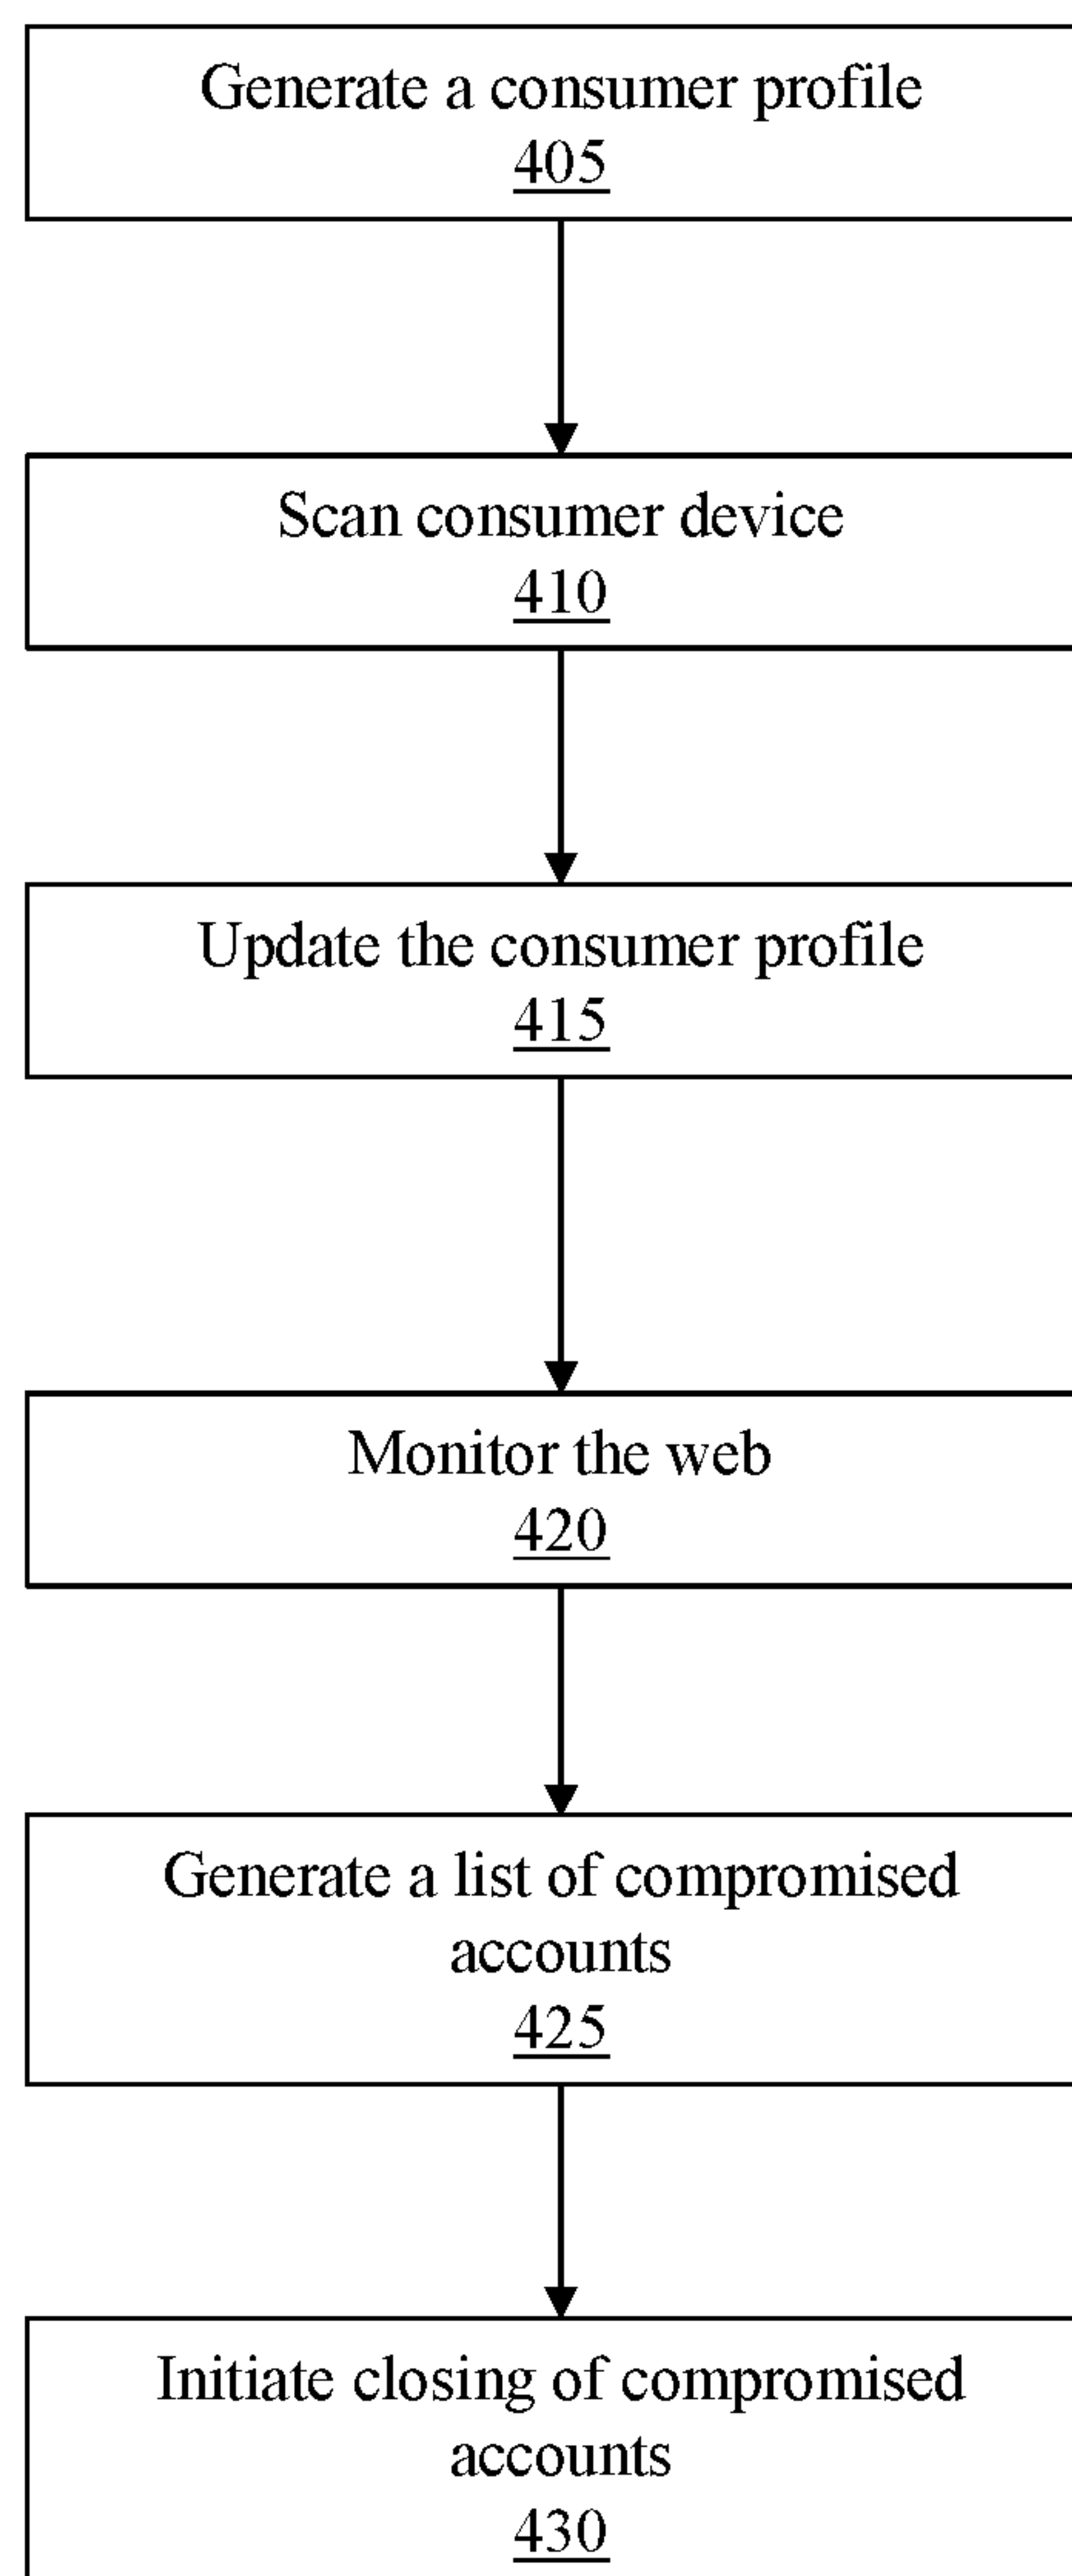 Generate a consumer profile
405
Scan consumer device
410
Update the consumer profile
415
Monitor the web
420
Generate a list of compromised
accounts
425
Initiate closing of compromised
accounts
430